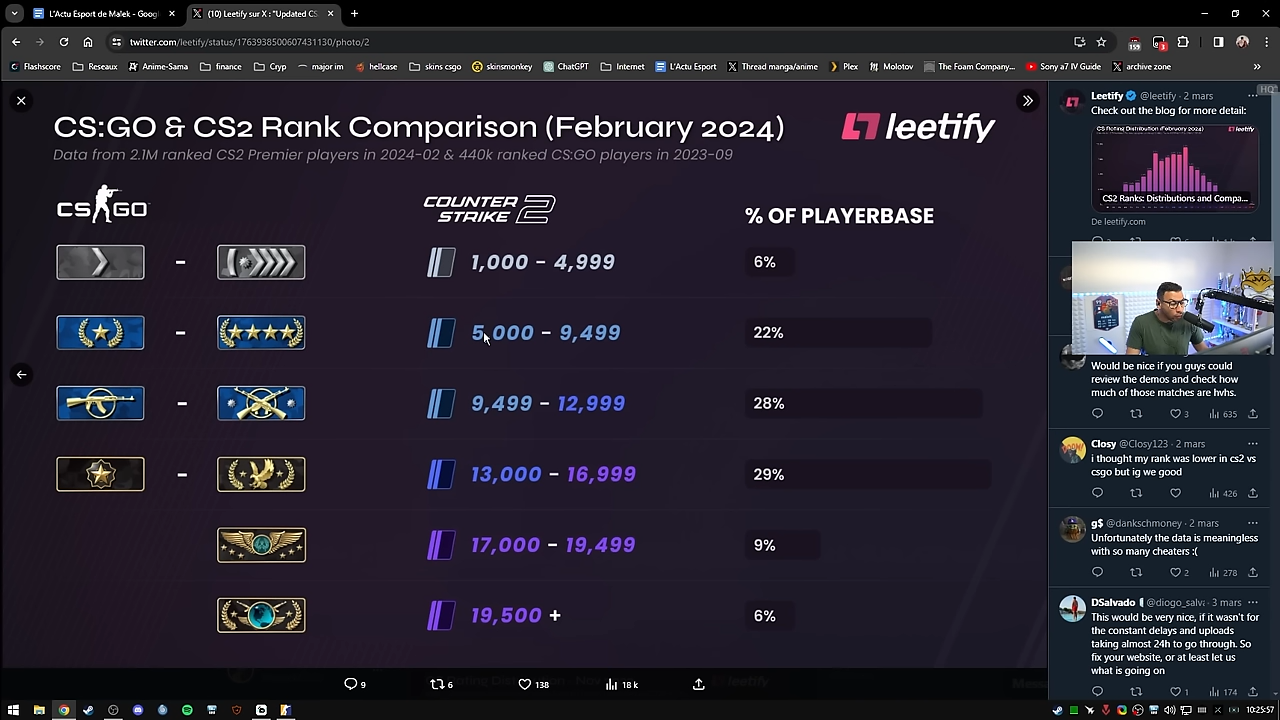 L'Actu Esport de Malek - Goog
(10) Leetify sur X : "Updated CS
twitter.com/leetify/status/1763938500607431130/photo/2
159
3
Flashscore
Reseaux
Anime-Sama
finance
Cryp
major im
hellcase
skins csgo
skinsmonkey
ChatGPT
Internet
L'Actu Esport
Thread manga/anime
Plex
Molotov
The Foam Company...
Sony a7 IV Guide
archive zone
CS:GO & CS2 Rank Comparison (February 2024)
leetify
Data from 2.1M ranked CS2 Premier players in 2024-02 & 440k ranked CS:GO players in 2023-09
CS GO
COUNTER STRIKE 2
% OF PLAYERBASE
- 1,000 - 4,999 6%
- 5,000 - 9,499 22%
- 9,499 - 12,999 28%
- 13,000 - 16,999 29%
17,000 - 19,499 9%
19,500 + 6%
9
6
138
18 k
HQ
Leetify @leetify · 2 mars
Check out the blog for more detail:
CS Rating Distribution (February 2024)
leetify
CS2 Ranks: Distributions and Compa...
De leetify.com
Would be nice if you guys could
review the demos and check how
much of those matches are hvhs.
3
635
Closy @Closy123 · 2 mars
i thought my rank was lower in cs2 vs
csgo but ig we good
426
g$ @dankschmoney · 2 mars
Unfortunately the data is meaningless
with so many cheaters :(
2
278
DSalvado @diogo_salv · 3 mars
This would be very nice, if it wasn't for
the constant delays and uploads
taking almost 24h to go through. So
fix your website, or at least let us
what is going on
1
174
10:25:57